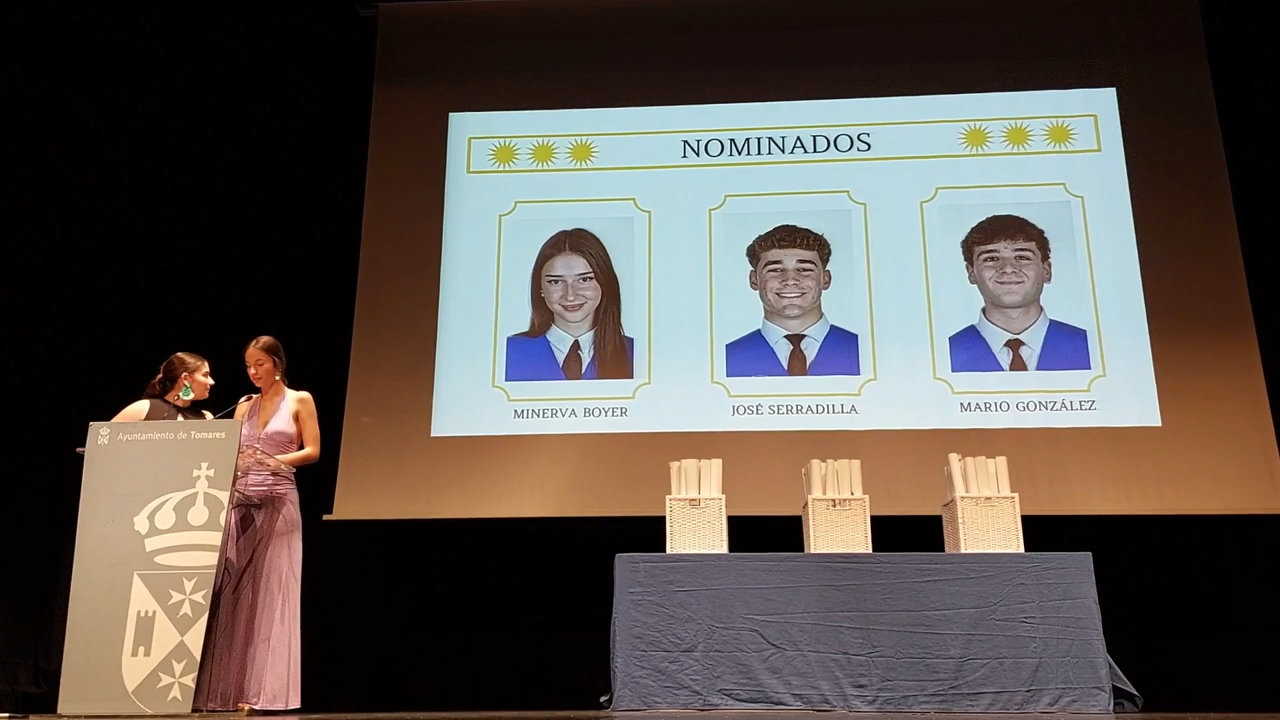 NOMINADOS
MINERVA BOYER
JOSÉ SERRADILLA
MARIO GONZÁLEZ
Ayuntamiento de Tomares